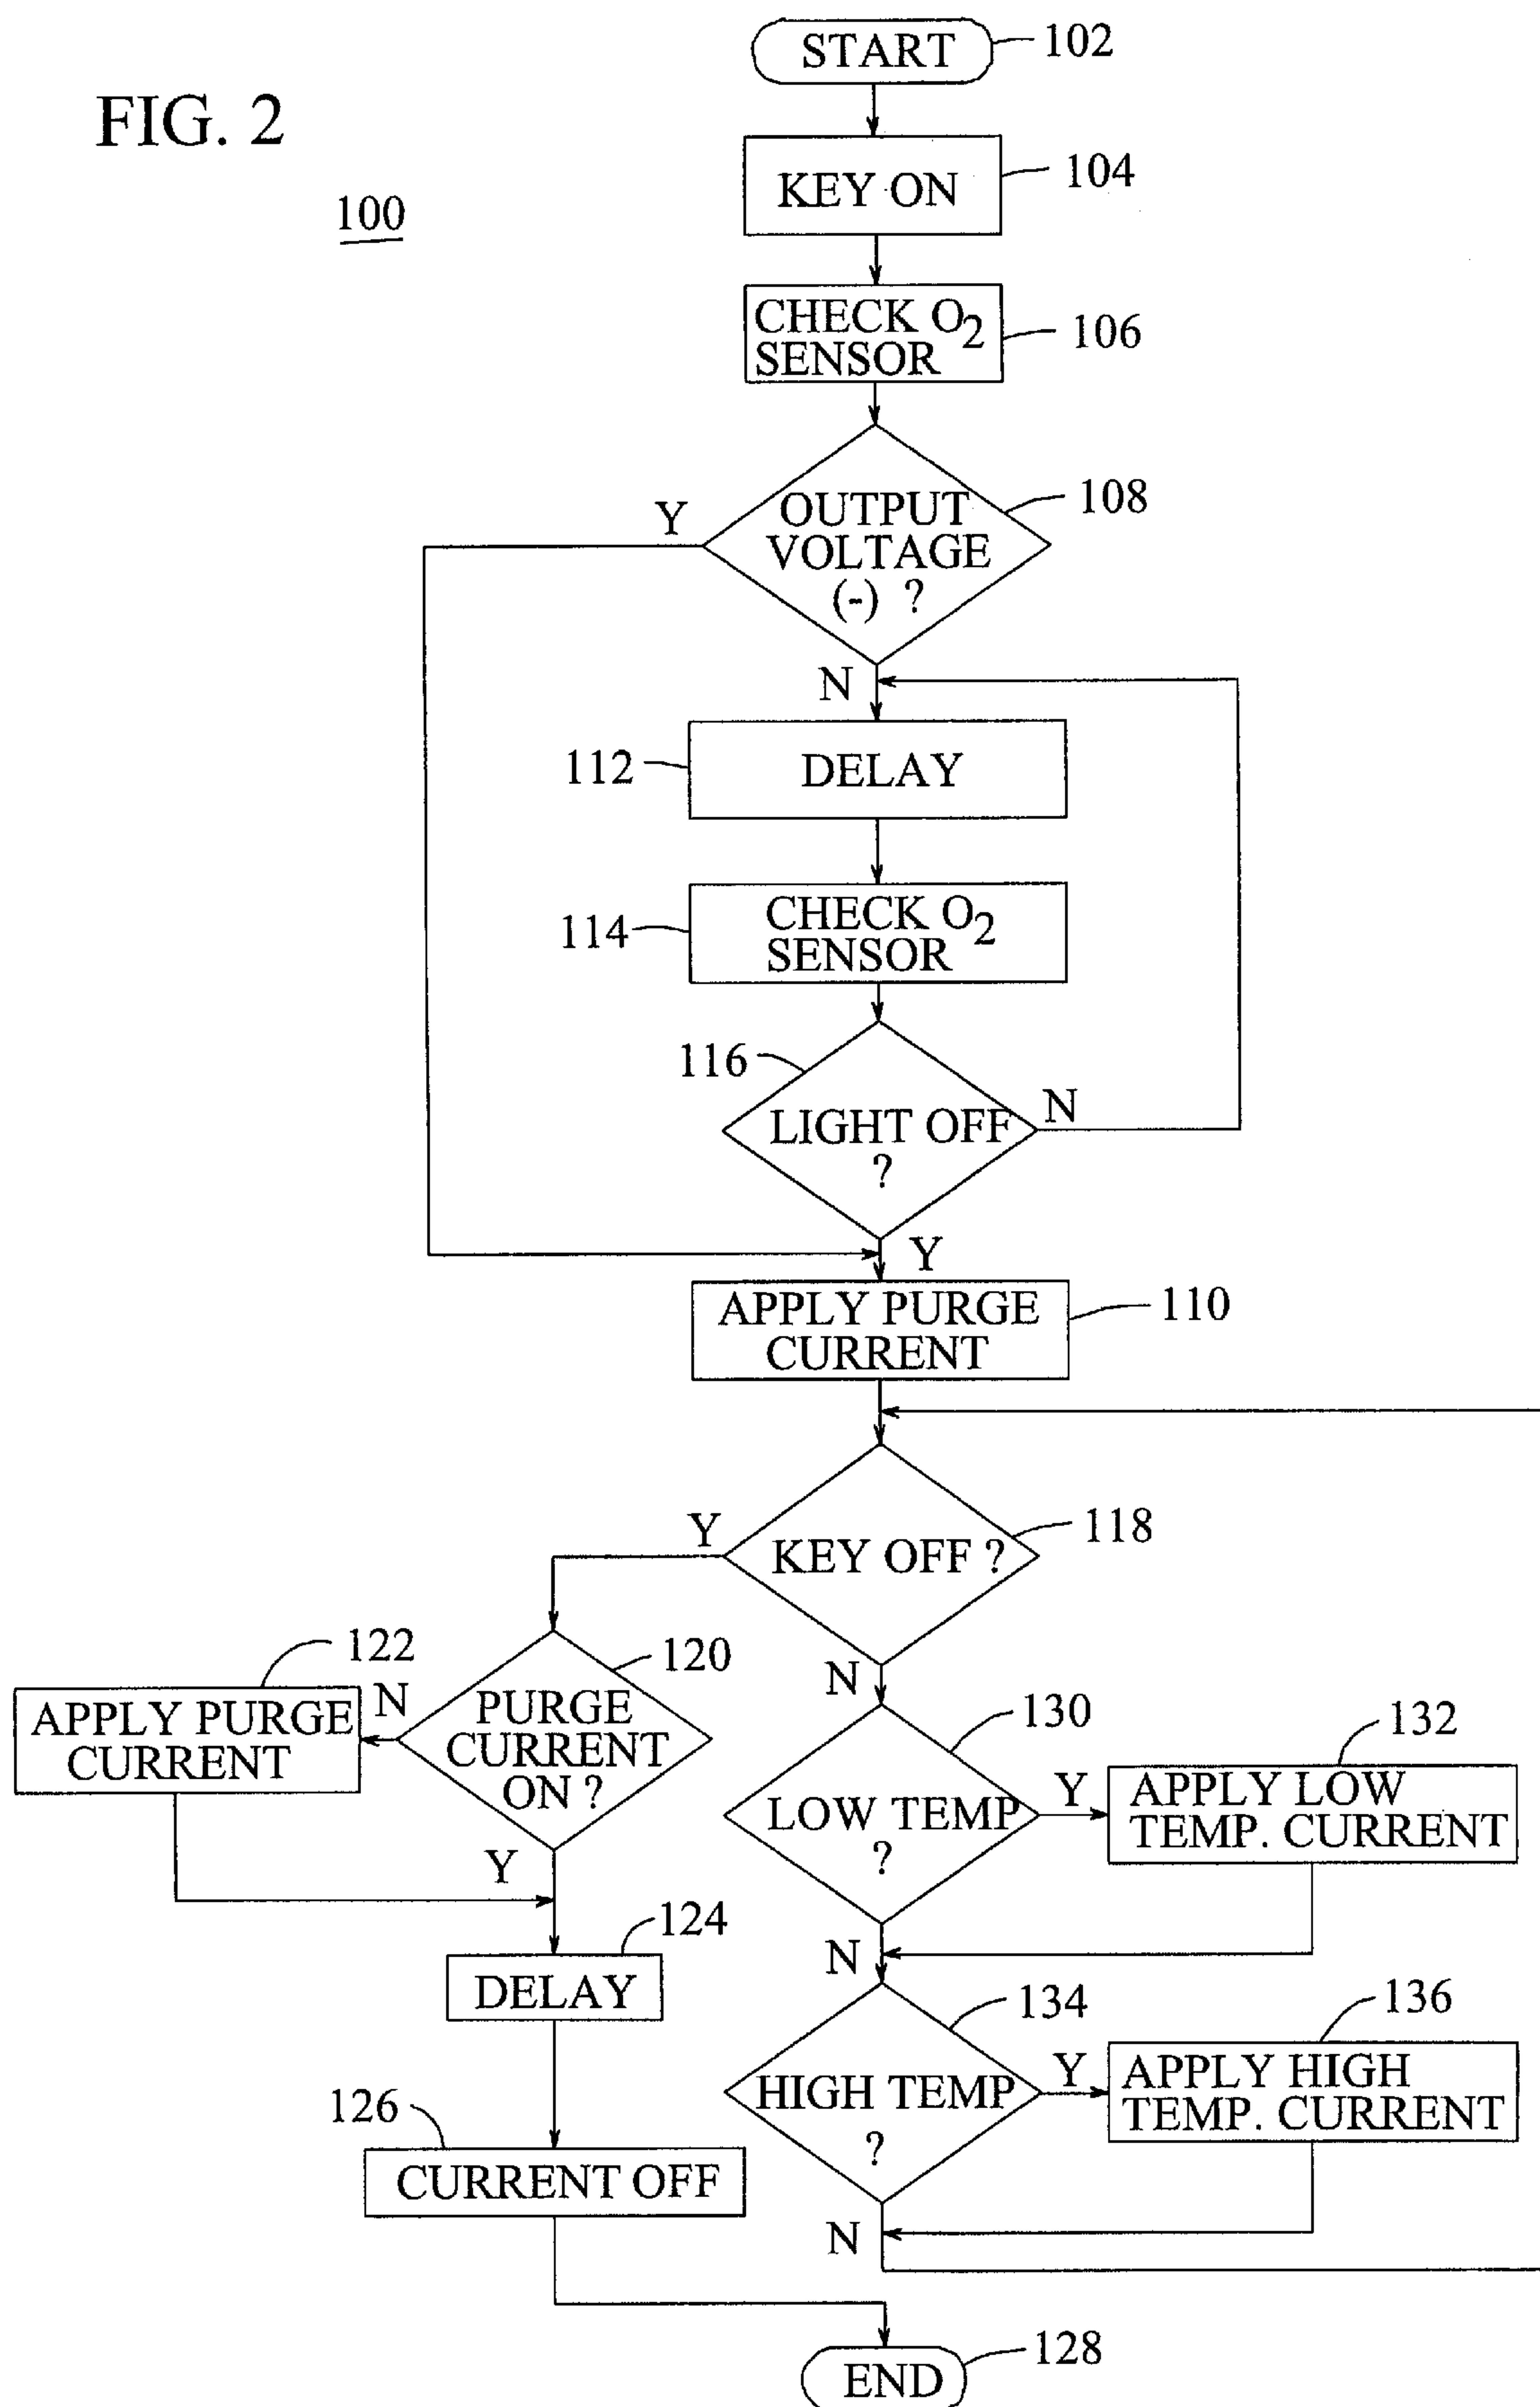 START
102
FIG. 2
KEY ON
104
100
CHECK O2
SENSOR
106
OUTPUT
VOLTAGE
(-) ?
108
Y
N
DELAY
112
CHECK O2
SENSOR
114
116
LIGHT OFF
?
N
Y
APPLY PURGE
CURRENT
110
KEY OFF ?
118
Y
N
122
APPLY PURGE
CURRENT
N
120
PURGE
CURRENT
ON ?
Y
130
LOW TEMP
?
Y
132
APPLY LOW
TEMP. CURRENT
N
124
DELAY
134
HIGH TEMP
?
Y
136
APPLY HIGH
TEMP. CURRENT
N
126
CURRENT OFF
END
128